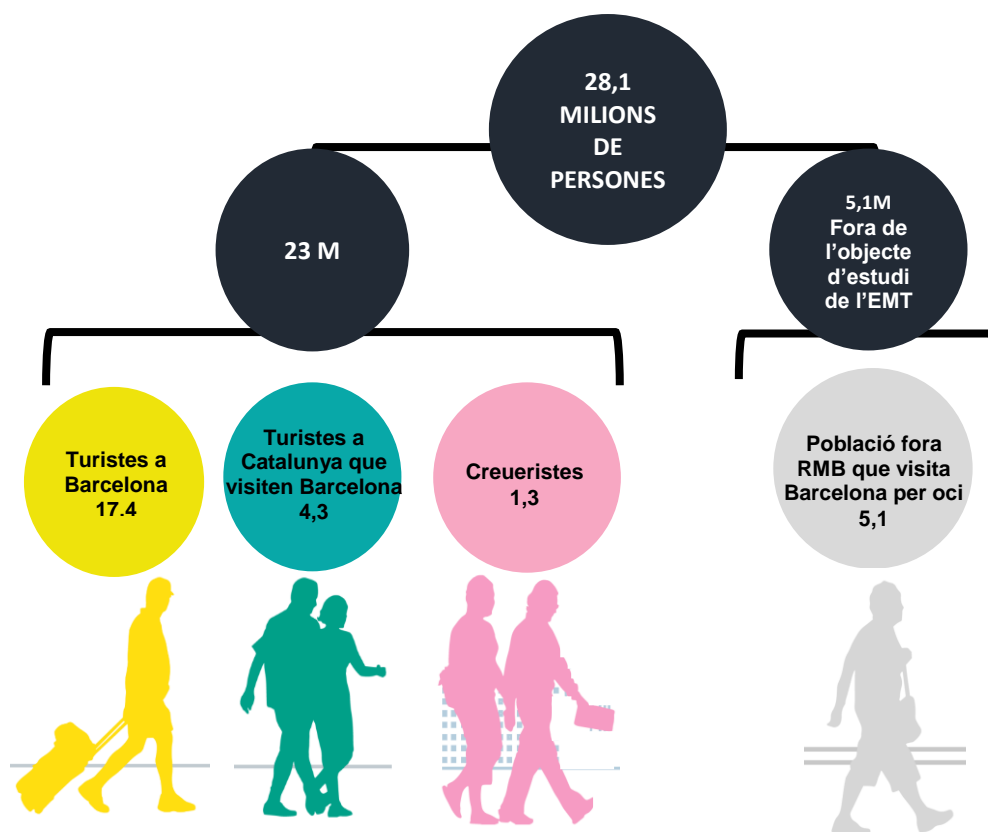 28,1
MILIONS
DE
PERSONES
23 M
5,1M
Fora de
l’objecte
d’estudi
de l’EMT
Turistes a
Barcelona
17.4
Turistes a
Catalunya que
visiten Barcelona
4,3
Creueristes
1,3
Població fora
RMB que visita
Barcelona per oci
5,1